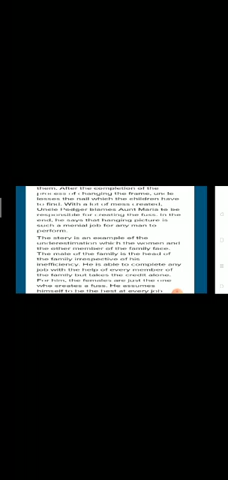 them. After the completion of the
process of changing the frame, uncle
losses the nail which the children have
to find. With a lot of mess created,
Uncle Podger blames Aunt Maria to be
responsible for creating the fuss. In the
end, he says that hanging picture is
such a menial job for any man to
perform.
The story is an example of the
underestimation which the women and
the other member of the family face.
The male of the family is the head of
the family irrespective of his
inefficiency. He is able to complete any
job with the help of every member of
the family but takes the credit alone.
For him, the females are just the one
who creates a fuss. He assumes
himself to be the best at every job